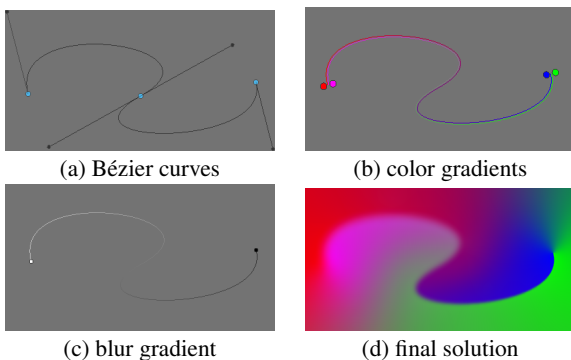 (a) Bézier curves
(b) color gradients
(c) blur gradient
(d) final solution